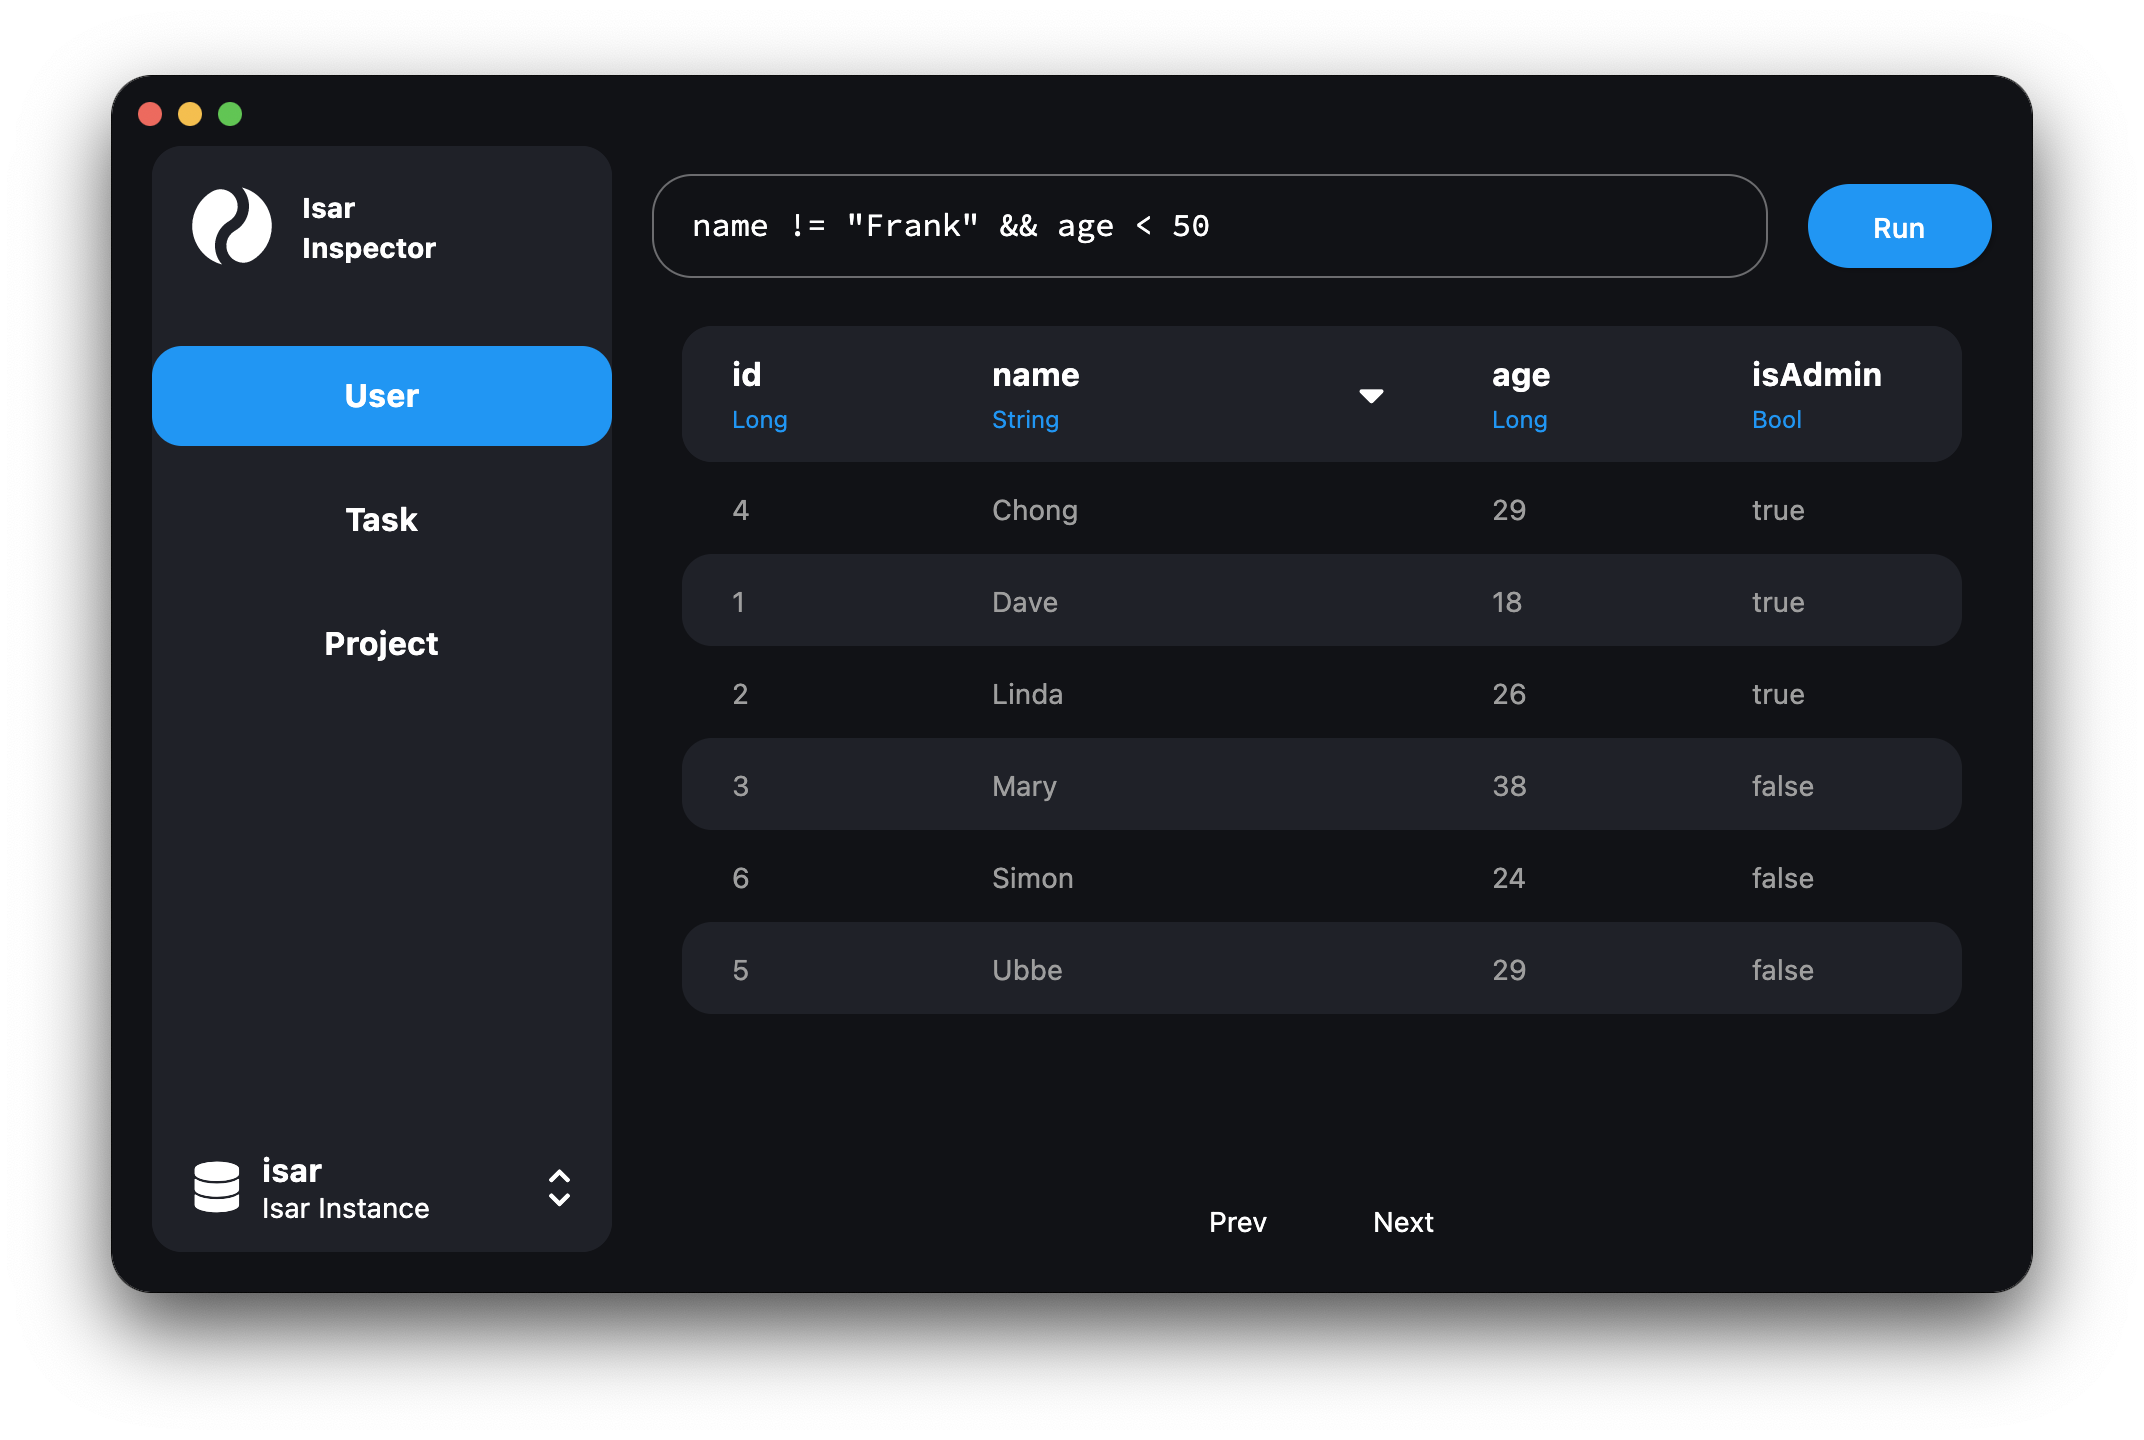 Isar
Inspector
User
Task
Project
isar
Isar Instance
name != "Frank" && age < 50
Run
id name age isAdmin
Long String Long Bool
4 Chong 29 true
1 Dave 18 true
2 Linda 26 true
3 Mary 38 false
6 Simon 24 false
5 Ubbe 29 false
Prev Next